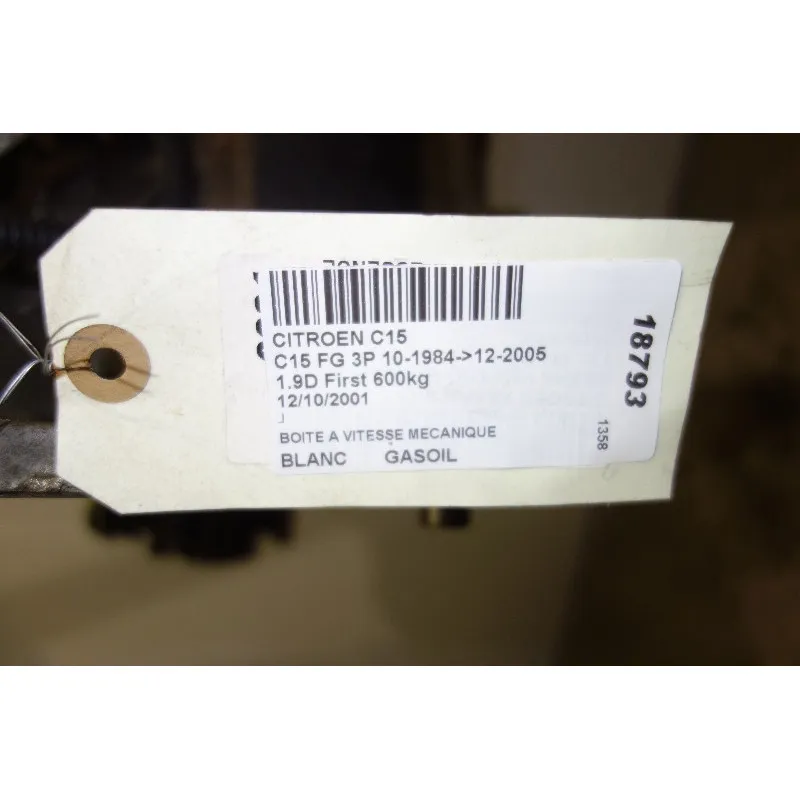 CITROEN C15
C15 FG 3P 10-1984->12-2005
1.9D First 600kg
12/10/2001
BOITE A VITESSE MECANIQUE
BLANC GASOIL
18793
1358